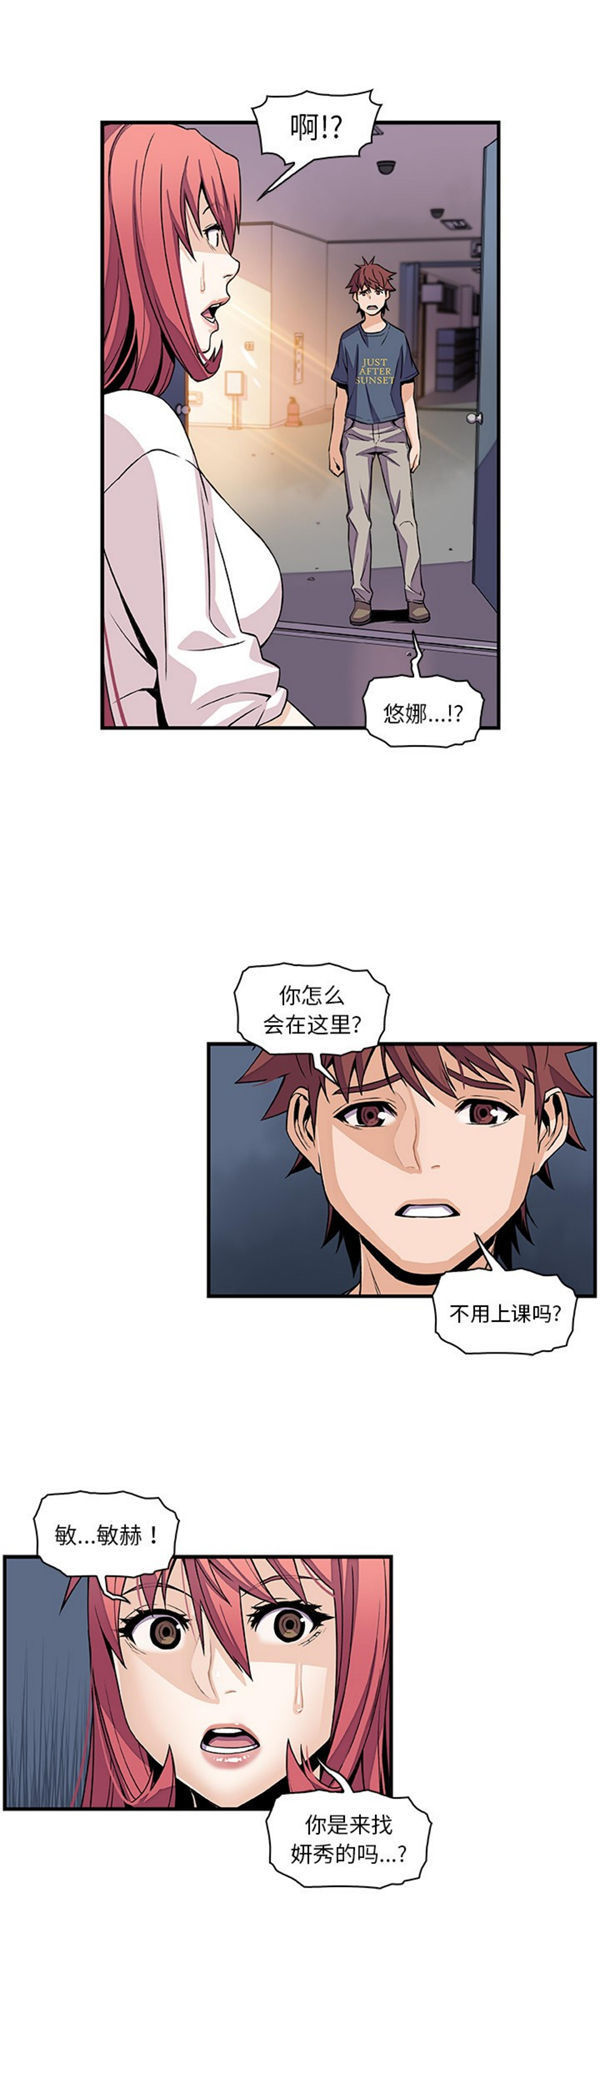 啊!?
JUST
AFTER
SUNSET
悠娜...!?
你怎么
会在这里?
不用上课吗?
敏...敏赫！
你是来找
妍秀的吗...?